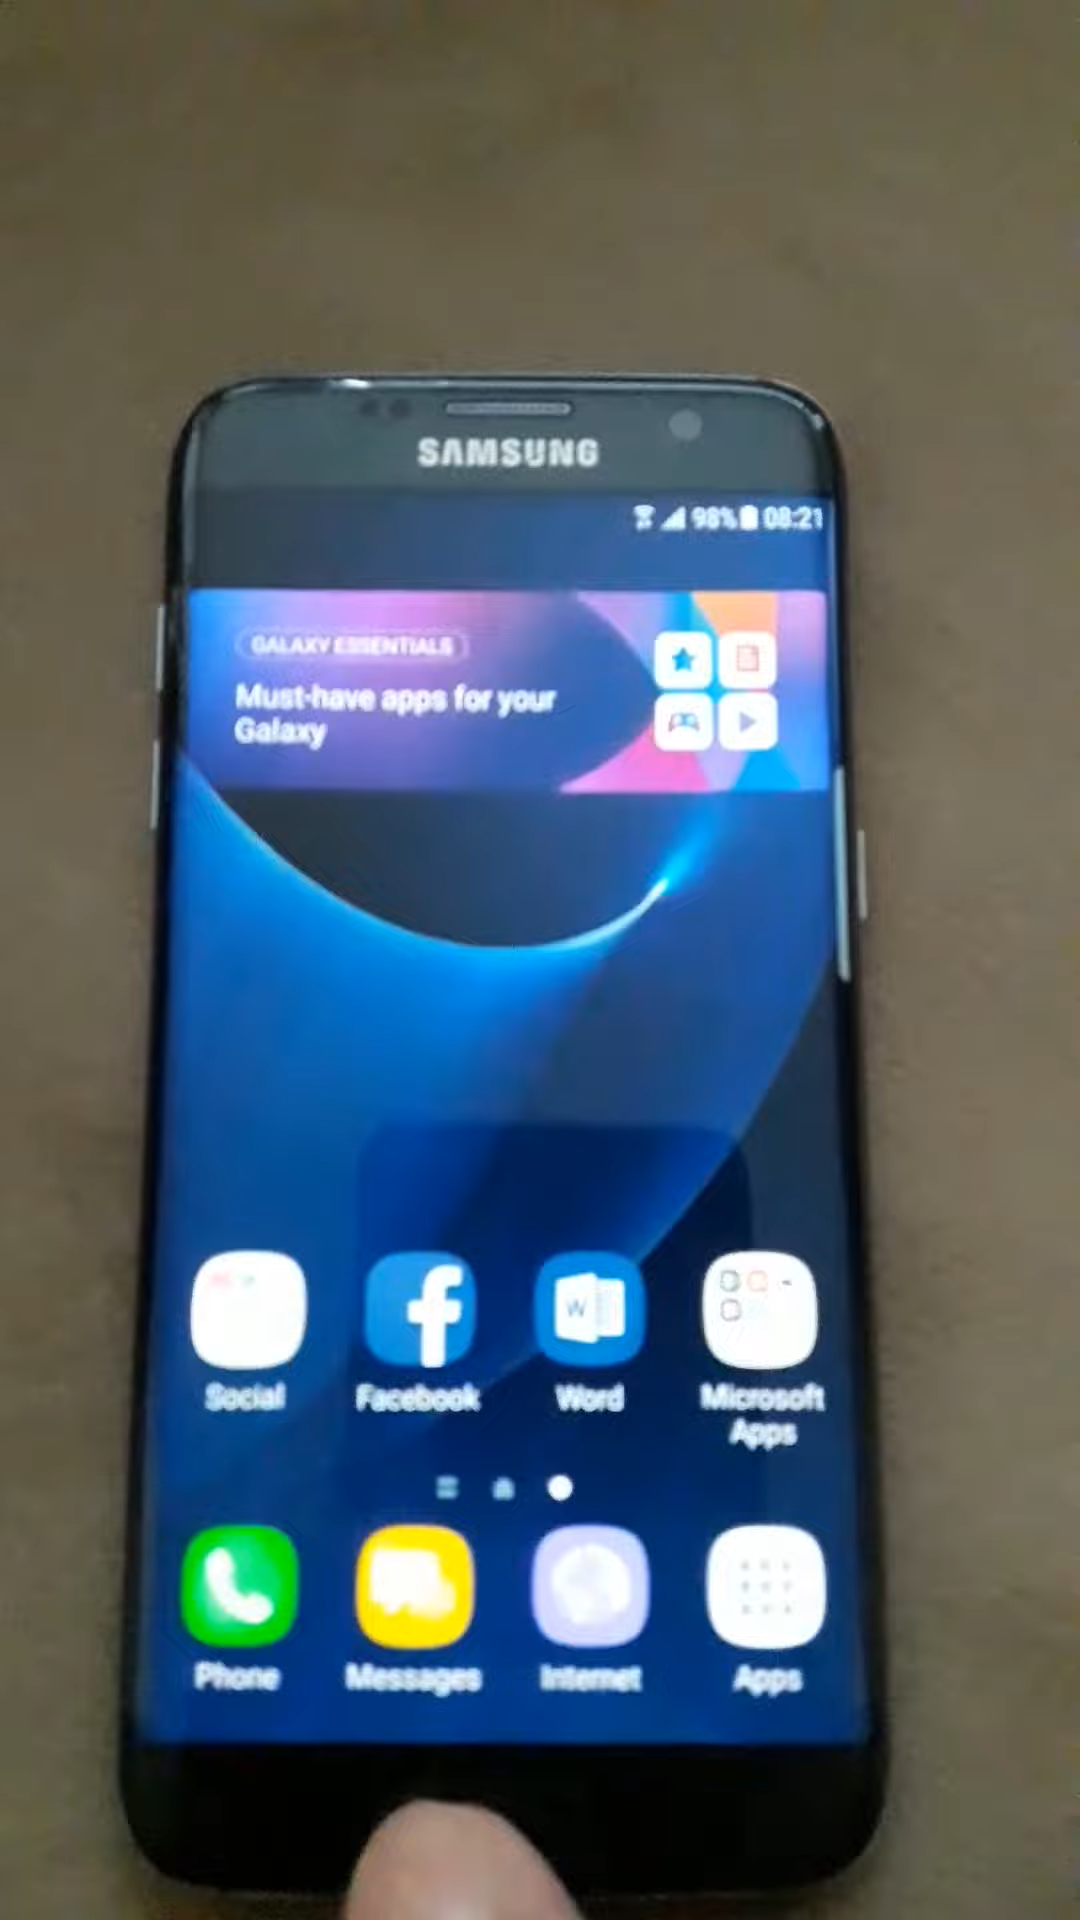 SAMSUNG
98% 08:21
GALAXY ESSENTIALS
Must-have apps for your
Galaxy
Social
Facebook
Word
Microsoft
Apps
Phone
Messages
Internet
Apps